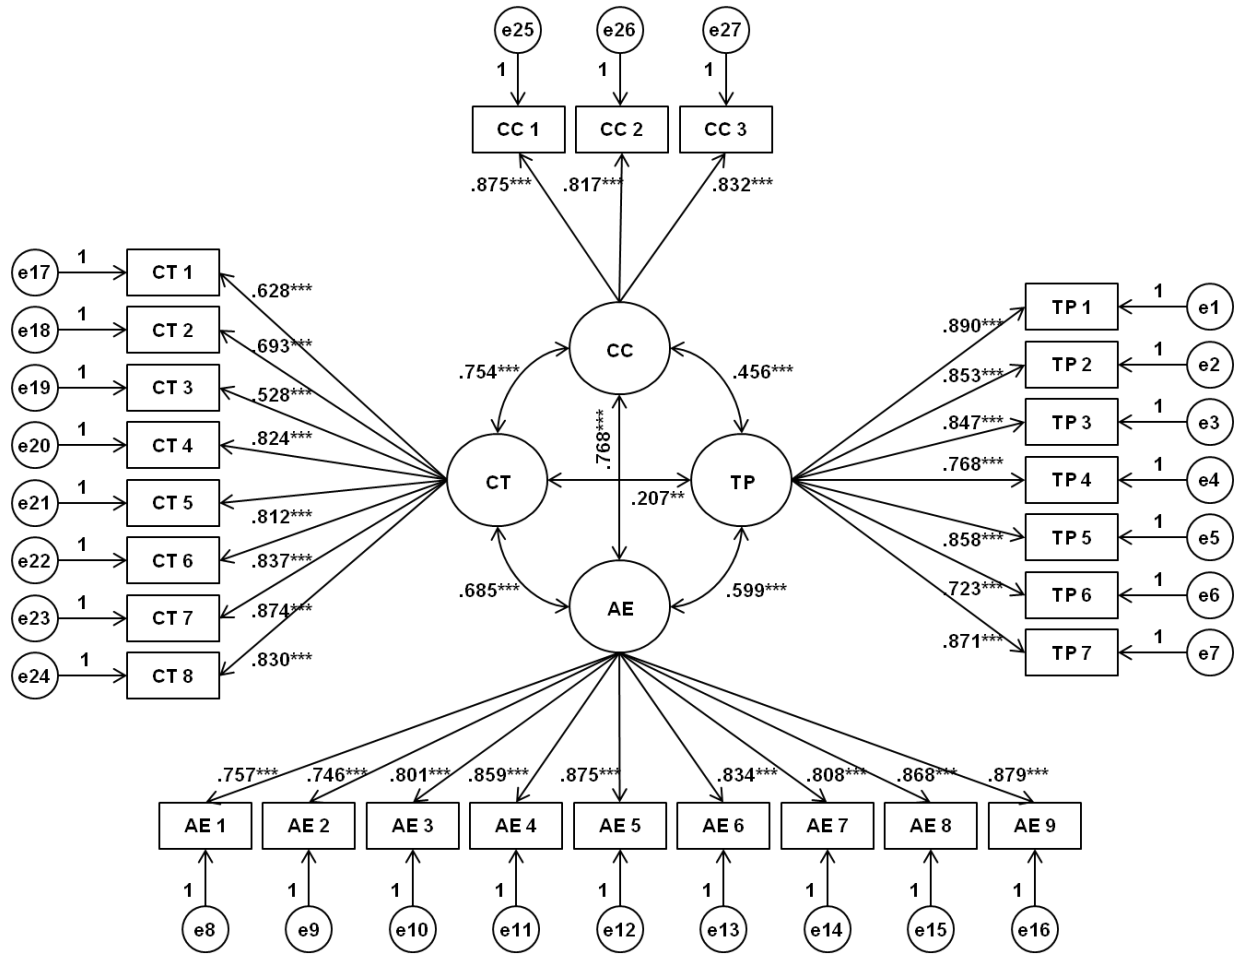 e25 e26 e27
1 1 1
CC 1 CC 2 CC 3
.875*** .817*** .832***
e17 1 CT 1
.628***
e18 1 CT 2
.693***
e19 1 CT 3
.528***
e20 1 CT 4
.824***
e21 1 CT 5
.812***
e22 1 CT 6
.837***
e23 1 CT 7
.874***
e24 1 CT 8
.830***
CC
.754*** .456***
.768***
CT TP
.207**
.685*** .599***
AE
TP 1 1 e1
.890***
TP 2 1 e2
.853***
TP 3 1 e3
.847***
TP 4 1 e4
.768***
TP 5 1 e5
.858***
TP 6 1 e6
.723***
TP 7 1 e7
.871***
.757*** .746*** .801*** .859*** .875*** .834*** .808*** .868*** .879***
AE 1 AE 2 AE 3 AE 4 AE 5 AE 6 AE 7 AE 8 AE 9
1 1 1 1 1 1 1 1 1
e8 e9 e10 e11 e12 e13 e14 e15 e16